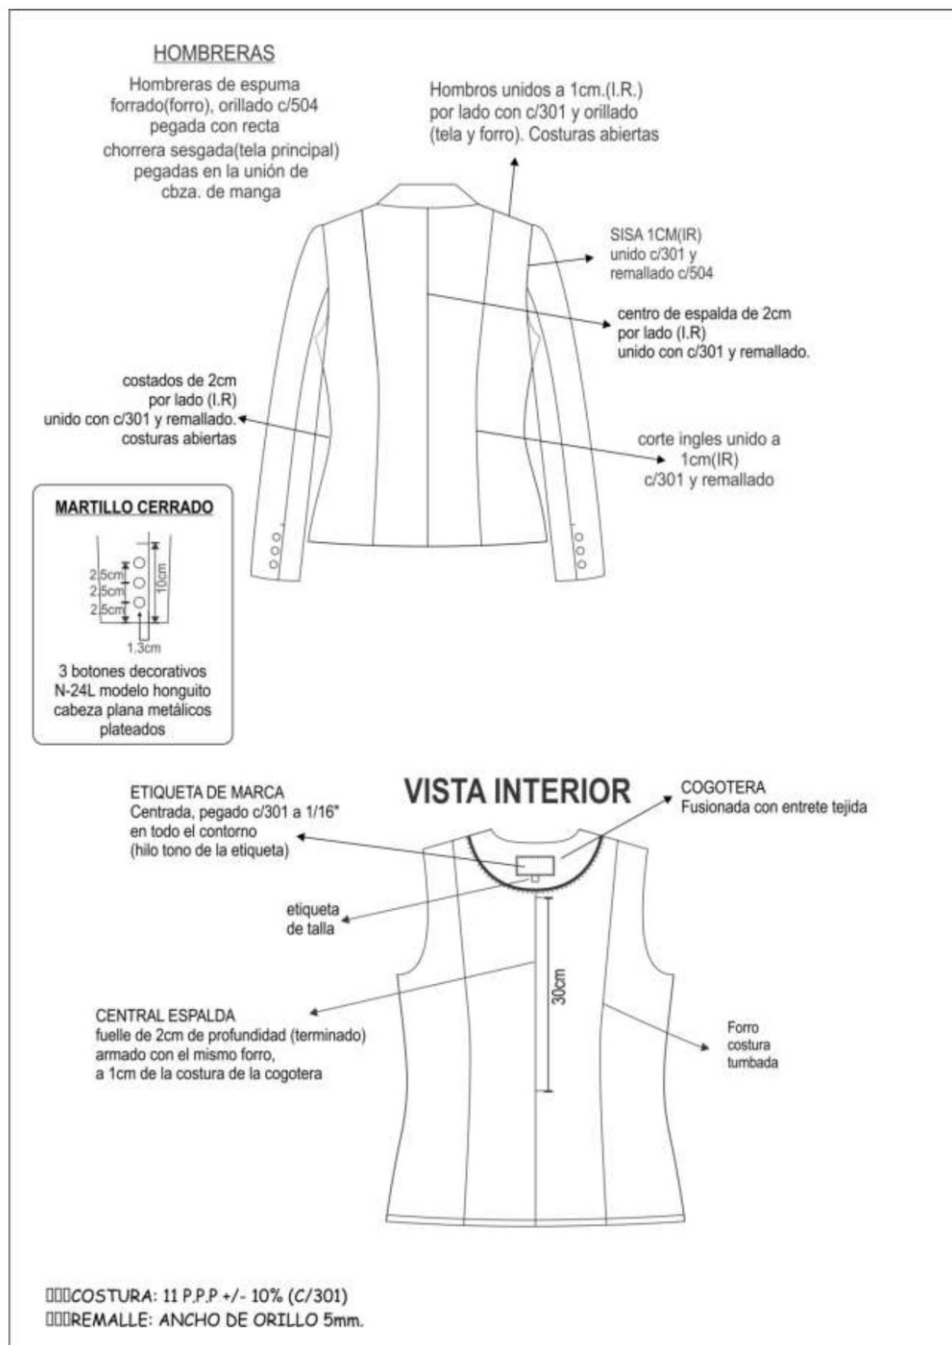 HOMBRERAS
Hombreras de espuma
forrado(forro), orillado c/504
pegada con recta
chorrera sesgada(tela principal)
pegadas en la unión de
cbza. de manga
Hombros unidos a 1cm.(I.R.)
por lado con c/301 y orillado
(tela y forro). Costuras abiertas
SISA 1CM(IR)
unido c/301 y
remallado c/504
centro de espalda de 2cm
por lado (I.R)
unido con c/301 y remallado.
costados de 2cm
por lado (I.R)
unido con c/301 y remallado.
costuras abiertas
corte ingles unido a
1cm(IR)
c/301 y remallado
MARTILLO CERRADO
2.5cm
2.5cm
2.5cm
10cm
1.3cm
3 botones decorativos
N-24L modelo honguito
cabeza plana metálicos
plateados
VISTA INTERIOR
ETIQUETA DE MARCA
Centrada, pegado c/301 a 1/16"
en todo el contorno
(hilo tono de la etiqueta)
COGOTERA
Fusionada con entrete tejida
etiqueta
de talla
30cm
CENTRAL ESPALDA
fuelle de 2cm de profundidad (terminado)
armado con el mismo forro,
a 1cm de la costura de la cogotera
Forro
costura
tumbada
COSTURA: 11 P.P.P +/- 10% (C/301)
REMALLE: ANCHO DE ORILLO 5mm.